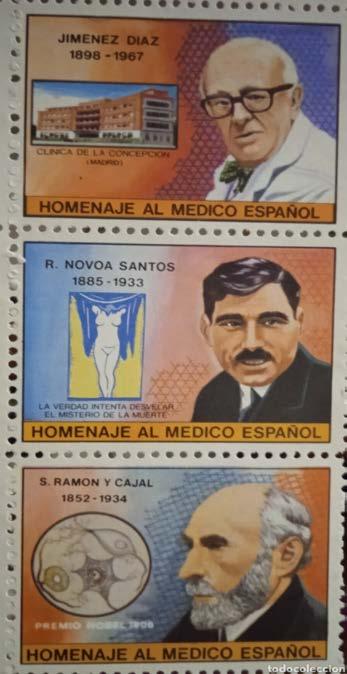 JIMENEZ DIAZ
1898 - 1967
CLINICA DE LA CONCEPCION
(MADRID)
HOMENAJE AL MEDICO ESPAÑOL
R. NOVOA SANTOS
1885 - 1933
LA VERDAD INTENTA DESVELAR
EL MISTERIO DE LA MUERTE
HOMENAJE AL MEDICO ESPAÑOL
S. RAMON Y CAJAL
1852 - 1934
PREMIO NOBEL 1906
HOMENAJE AL MEDICO ESPAÑOL
todocoleccion